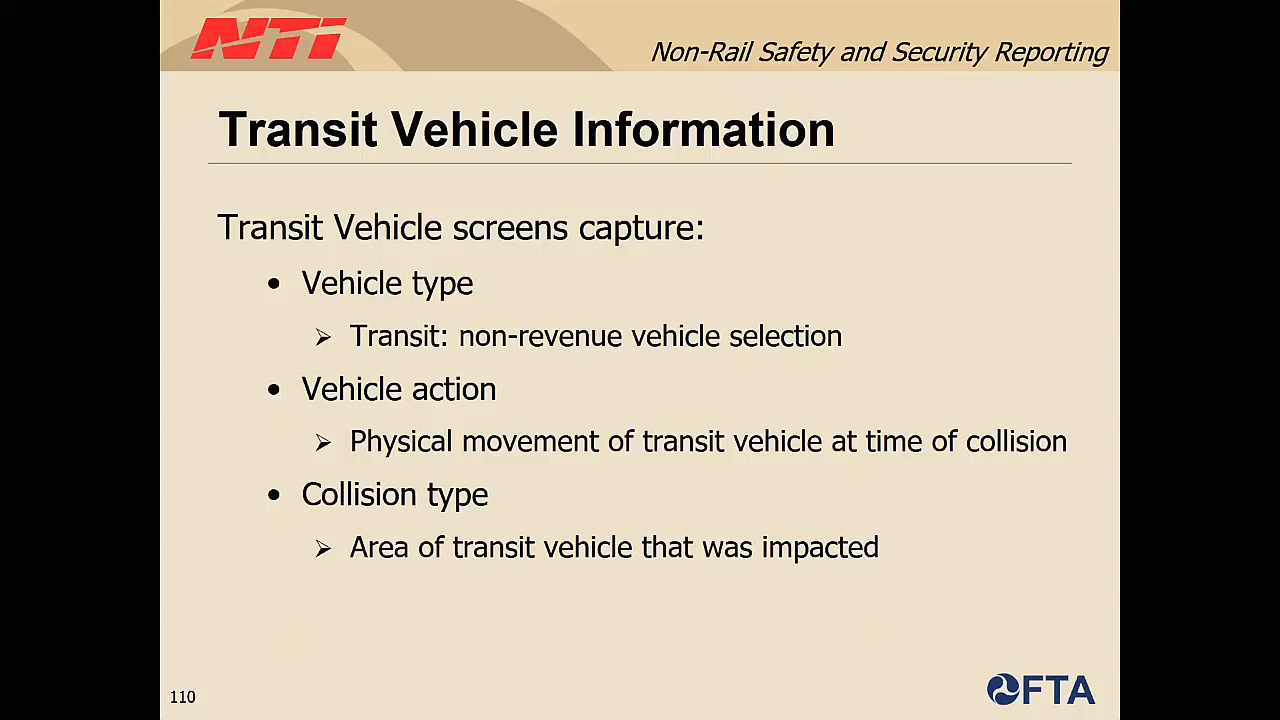 NTI
Non-Rail Safety and Security Reporting
Transit Vehicle Information
Transit Vehicle screens capture:
• Vehicle type
➢ Transit: non-revenue vehicle selection
• Vehicle action
➢ Physical movement of transit vehicle at time of collision
• Collision type
➢ Area of transit vehicle that was impacted
110
FTA